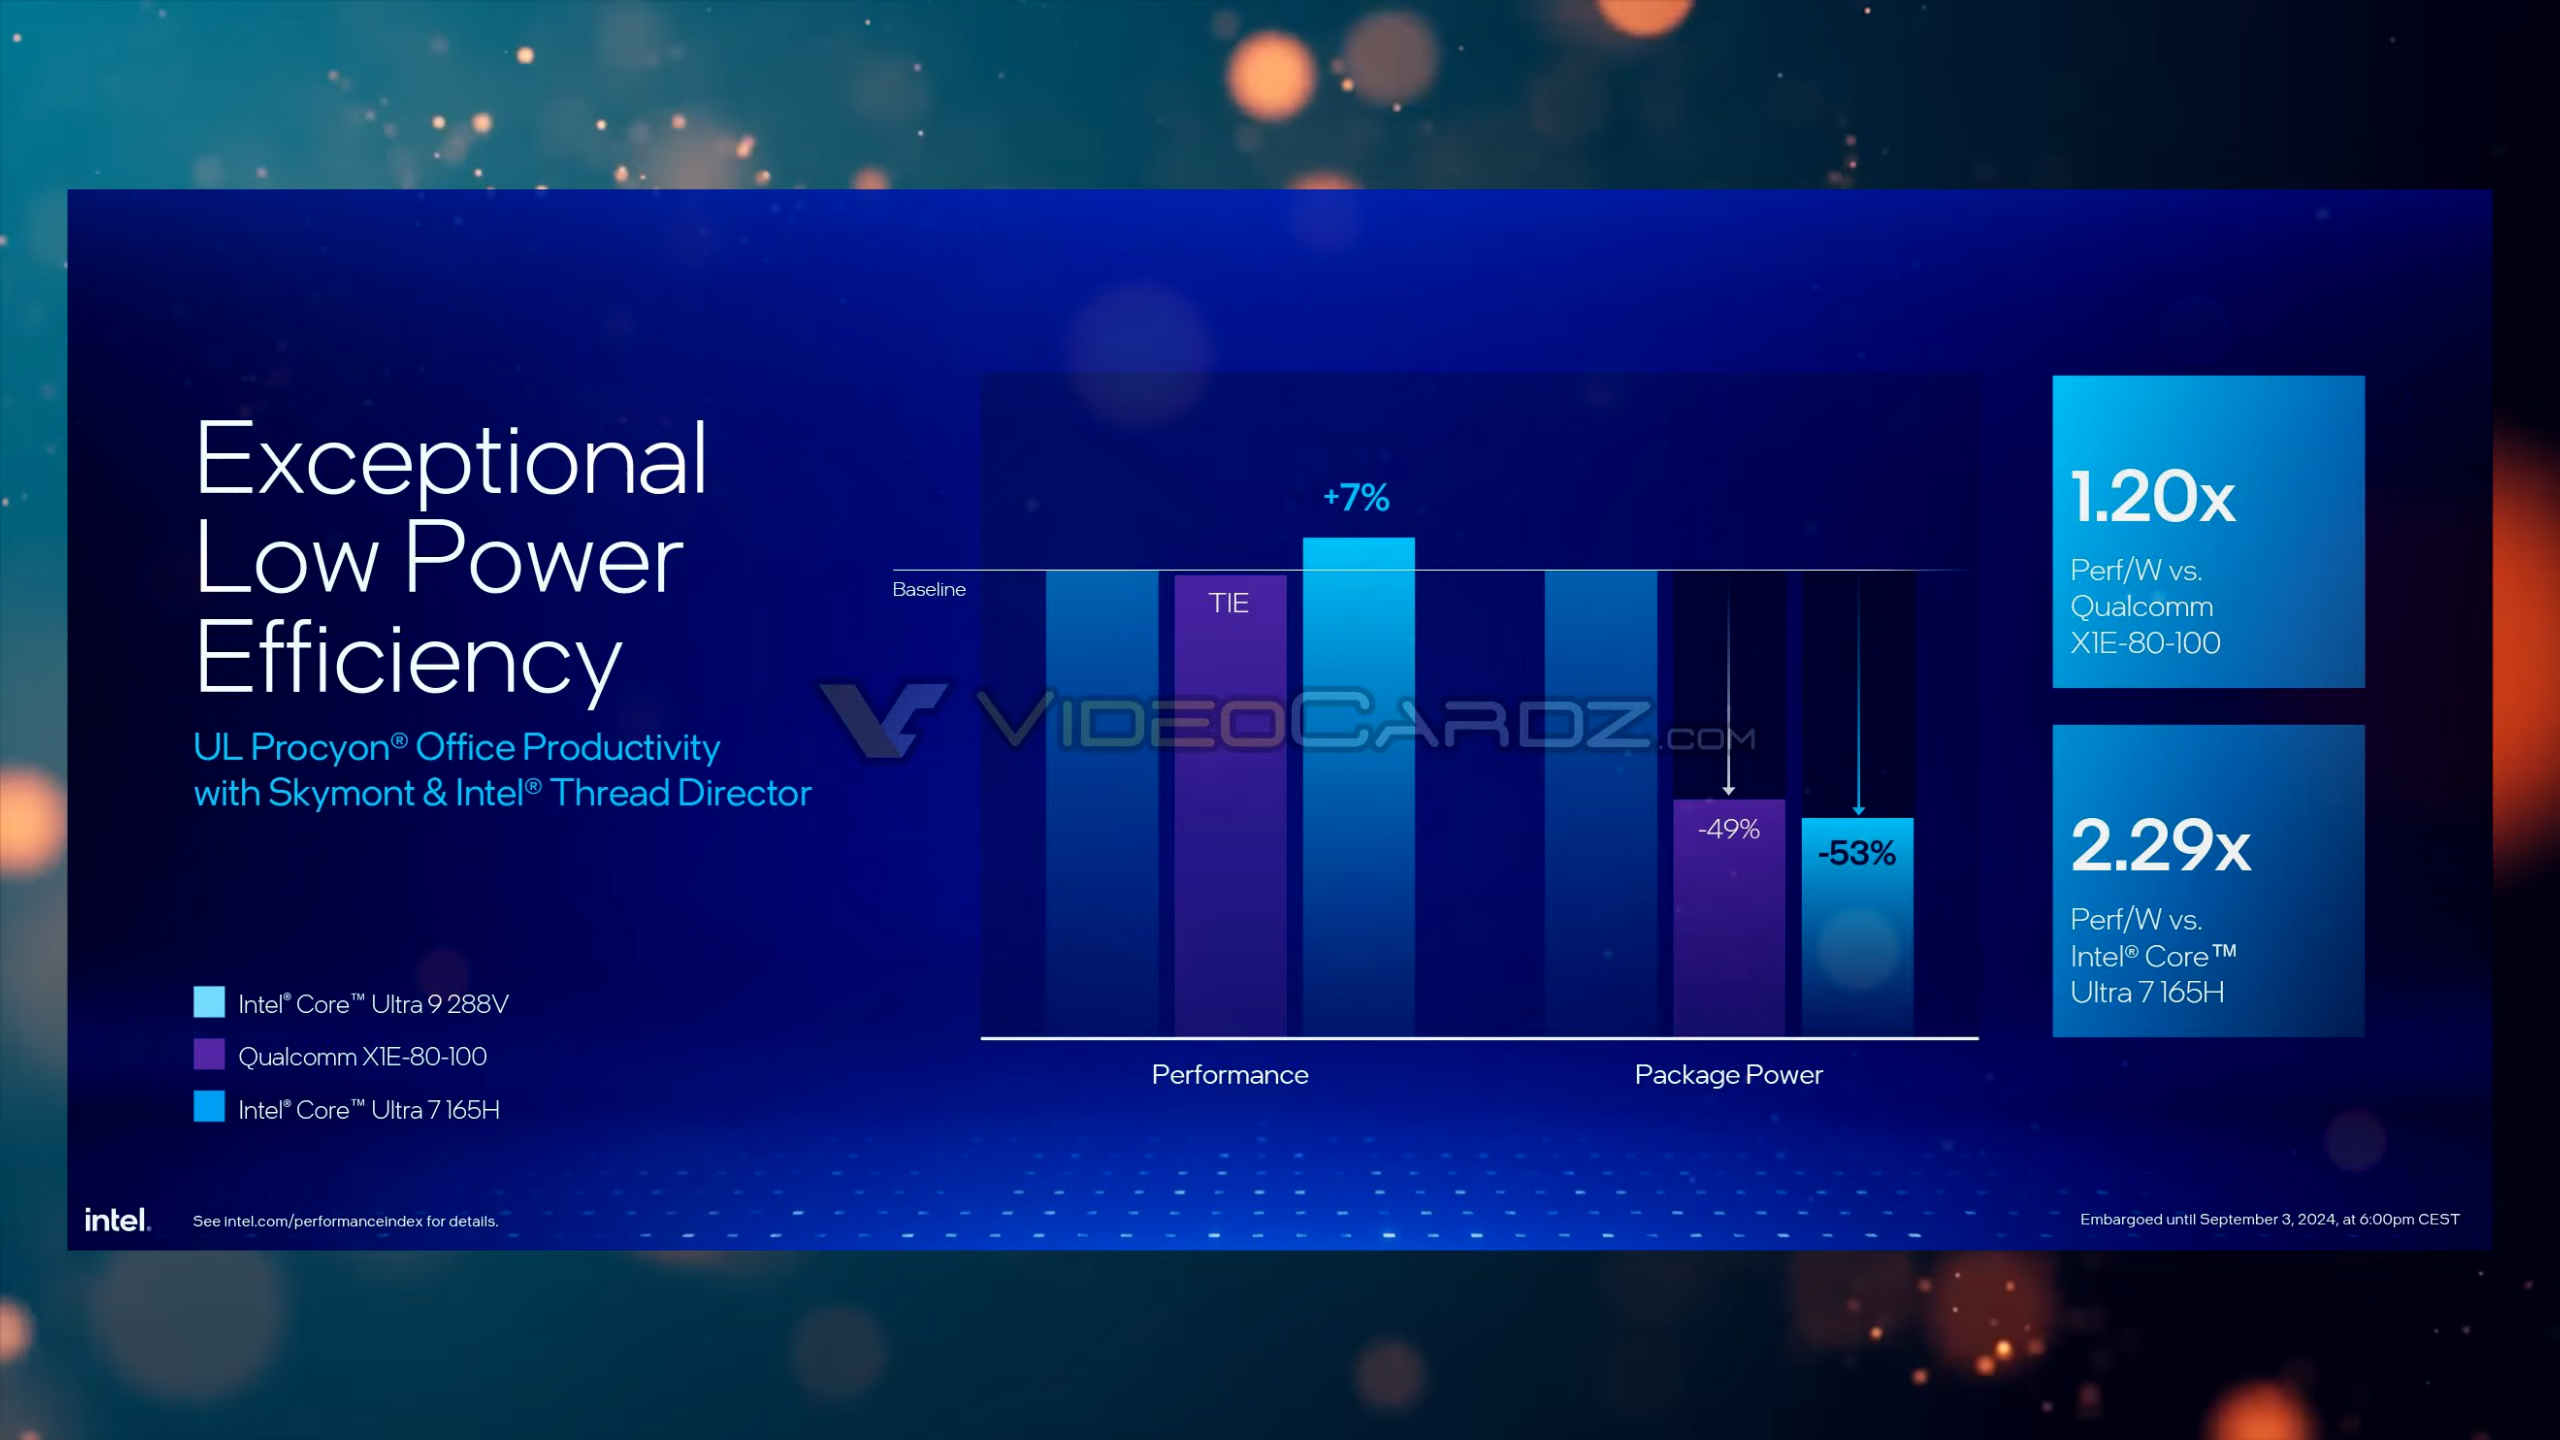 Exceptional
Low Power
Efficiency
UL Procyon® Office Productivity
with Skymont & Intel® Thread Director
Intel® Core™ Ultra 9 288V
Qualcomm X1E-80-100
Intel® Core™ Ultra 7 165H
Baseline
TIE
+7%
-49%
-53%
Performance
Package Power
VIDEOCARDZ.COM
1.20x
Perf/W vs.
Qualcomm
X1E-80-100
2.29x
Perf/W vs.
Intel® Core™
Ultra 7 165H
intel.
See intel.com/performanceindex for details.
Embargoed until September 3, 2024, at 6:00pm CEST